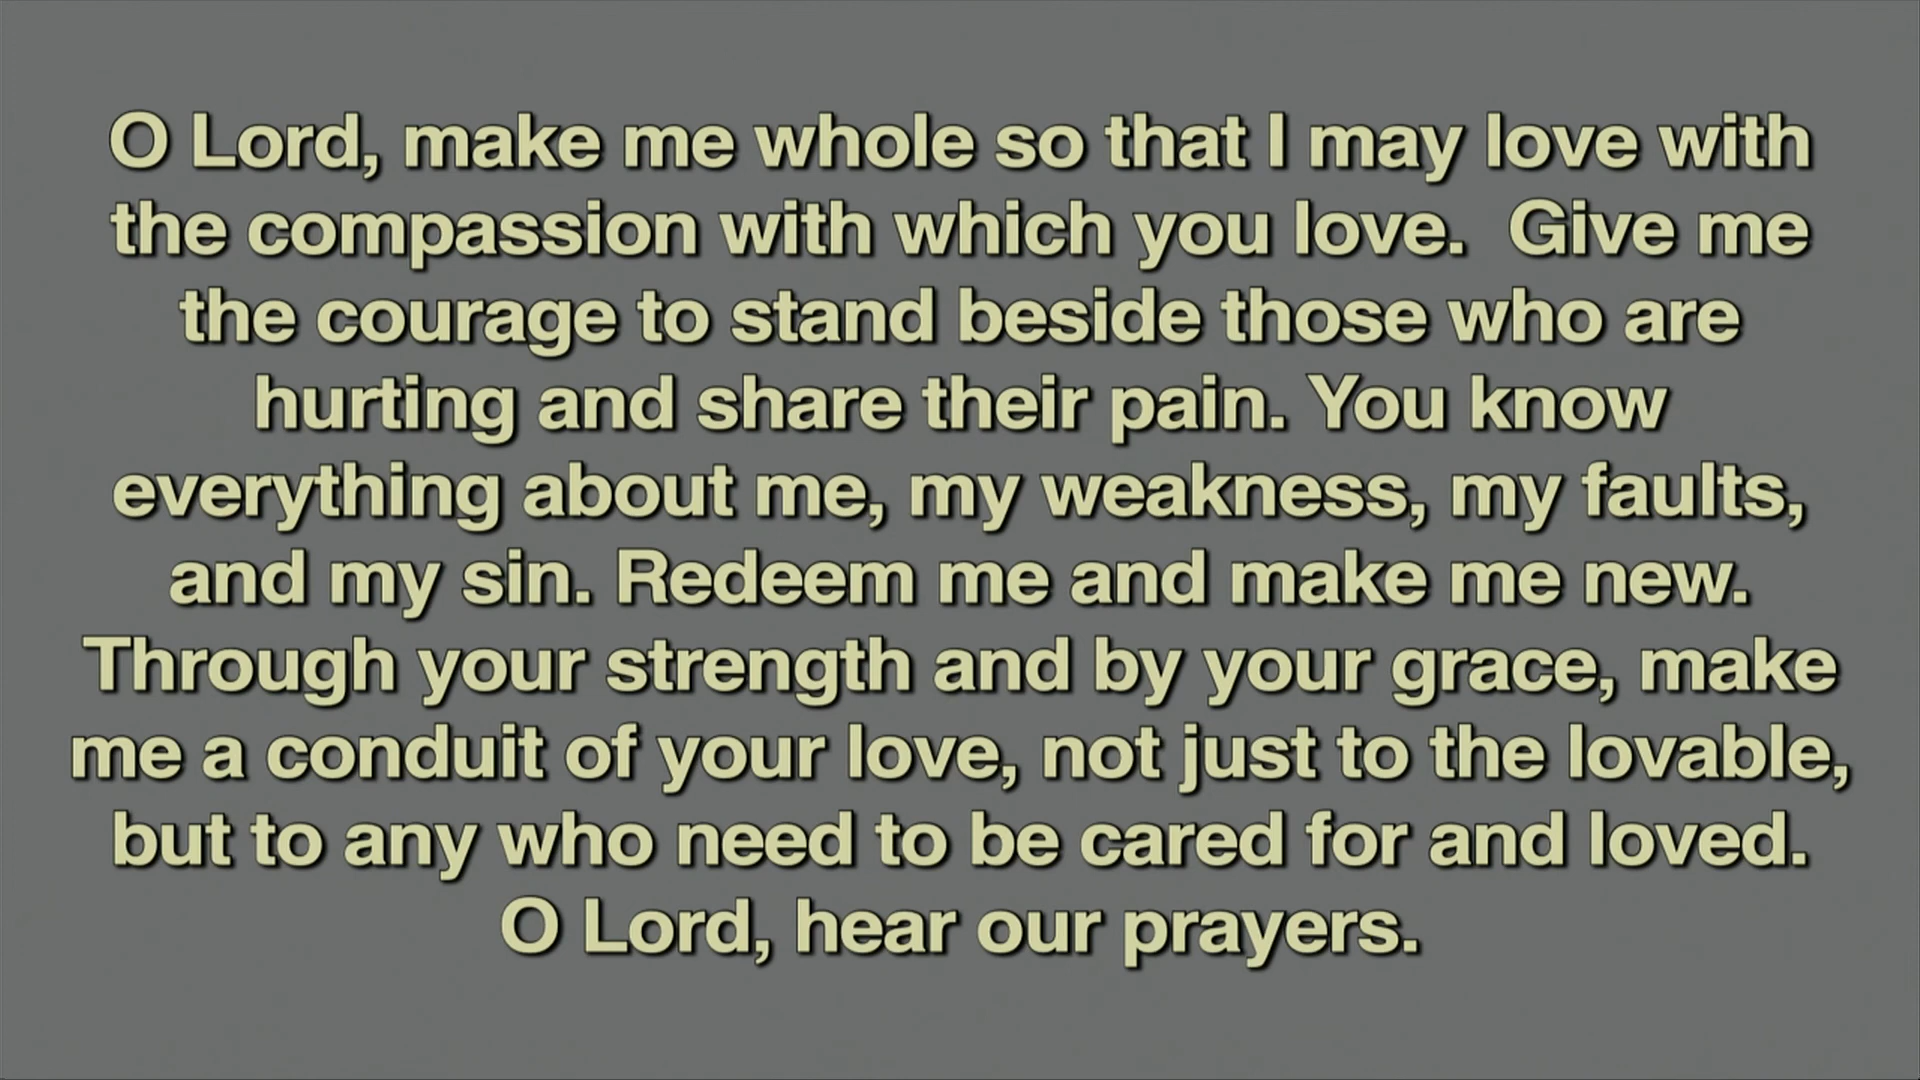 O Lord, make me whole so that I may love with
the compassion with which you love.  Give me
the courage to stand beside those who are
hurting and share their pain. You know
everything about me, my weakness, my faults,
and my sin. Redeem me and make me new.
Through your strength and by your grace, make
me a conduit of your love, not just to the lovable,
but to any who need to be cared for and loved.
O Lord, hear our prayers.